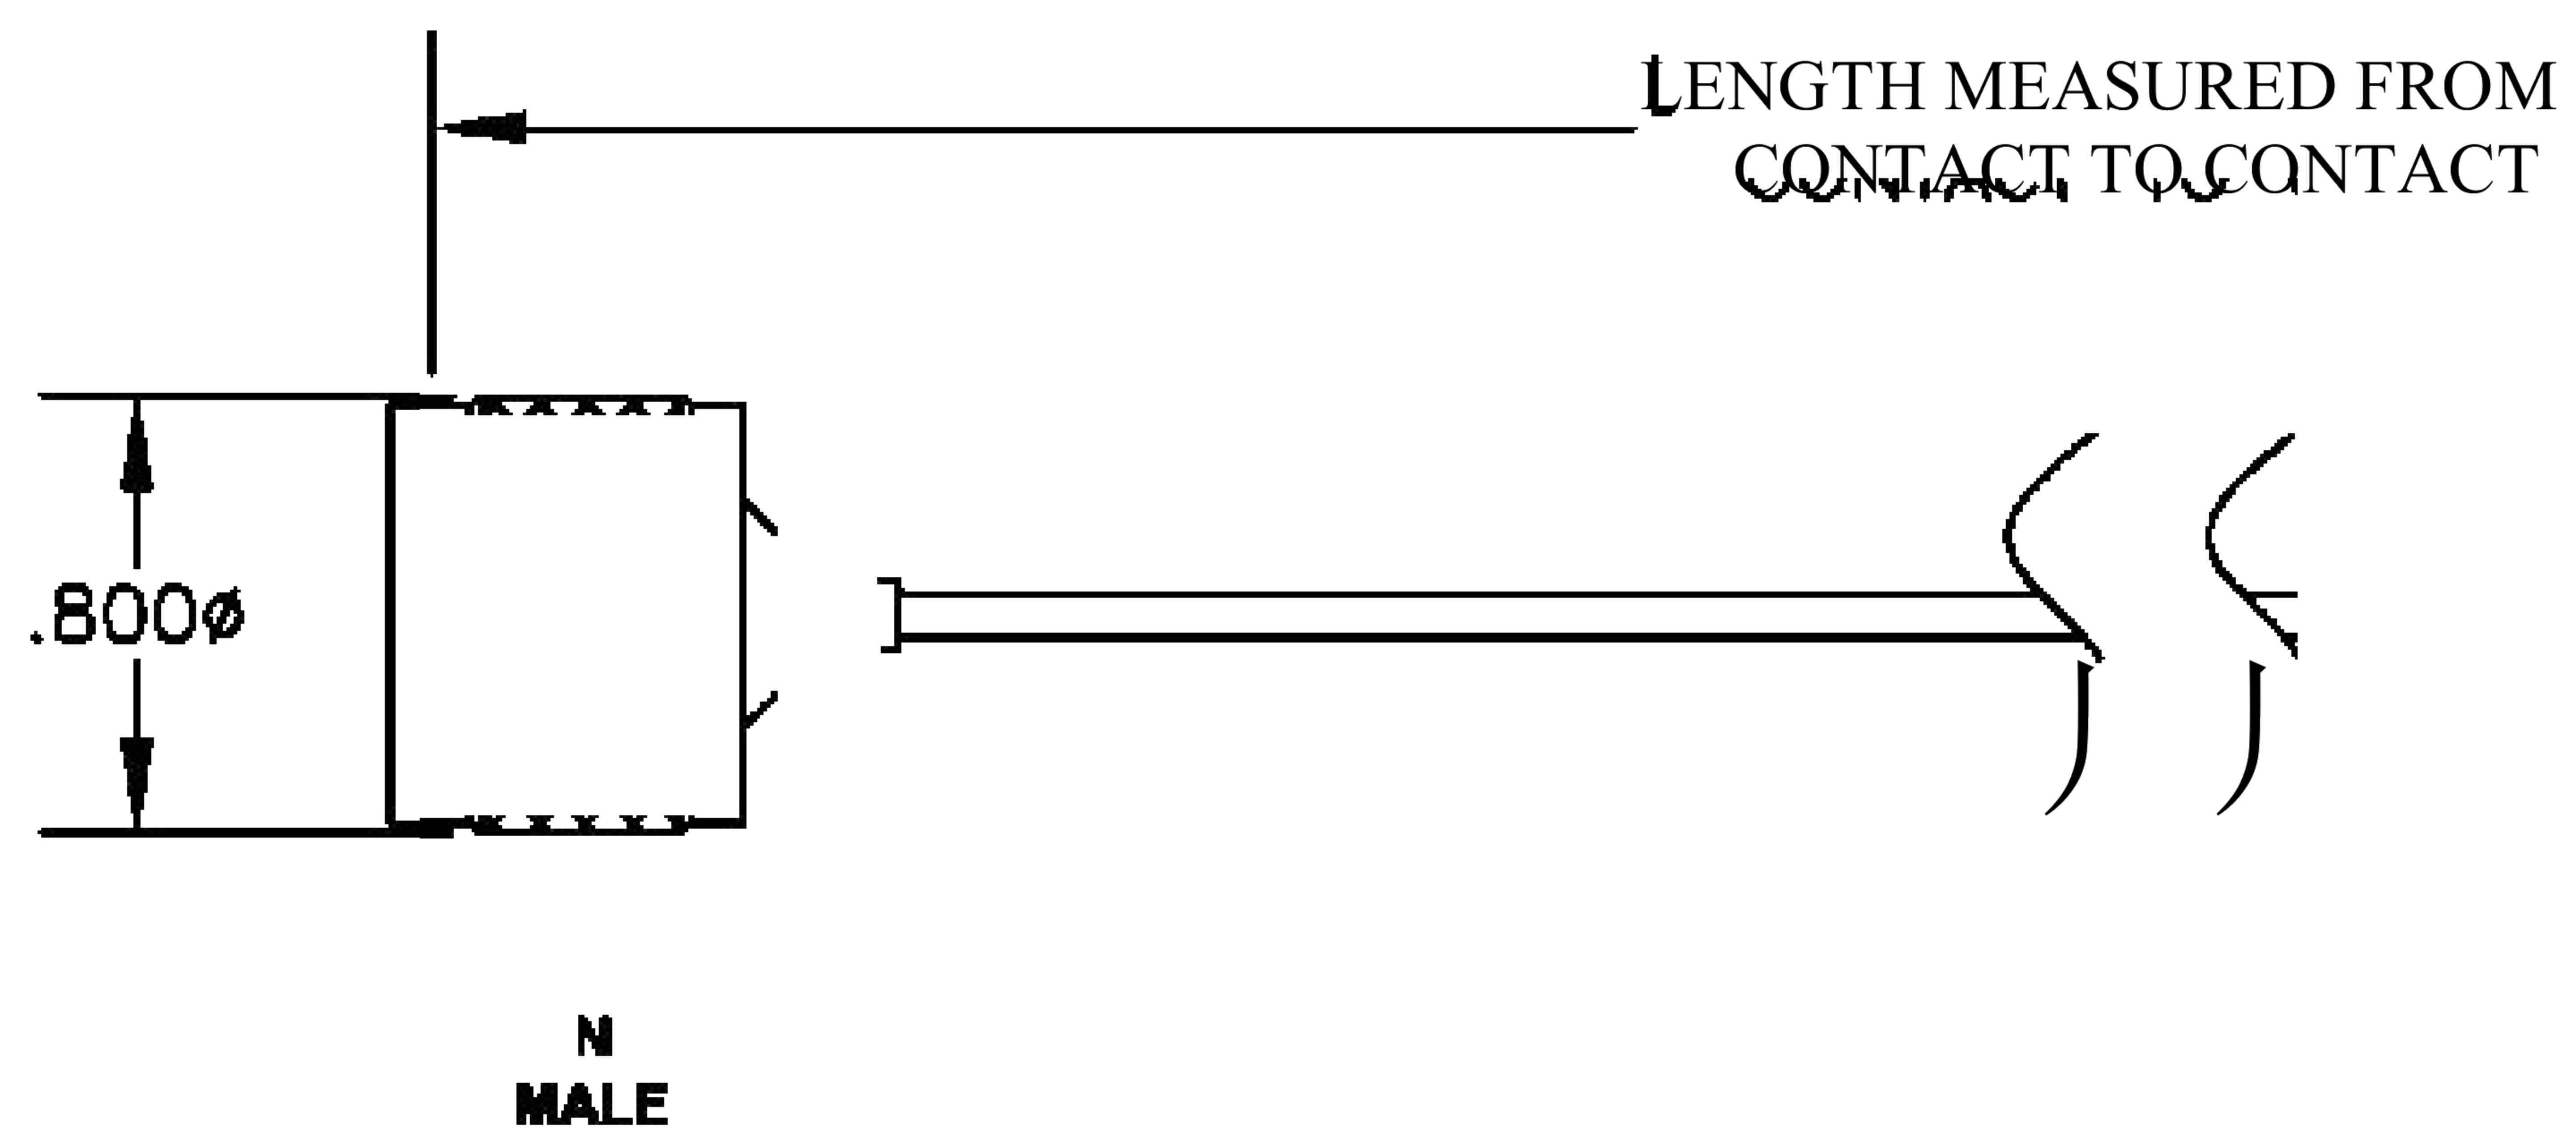 LENGTH MEASURED FROM
CONTACT TO CONTACT
.800ø
N
MALE